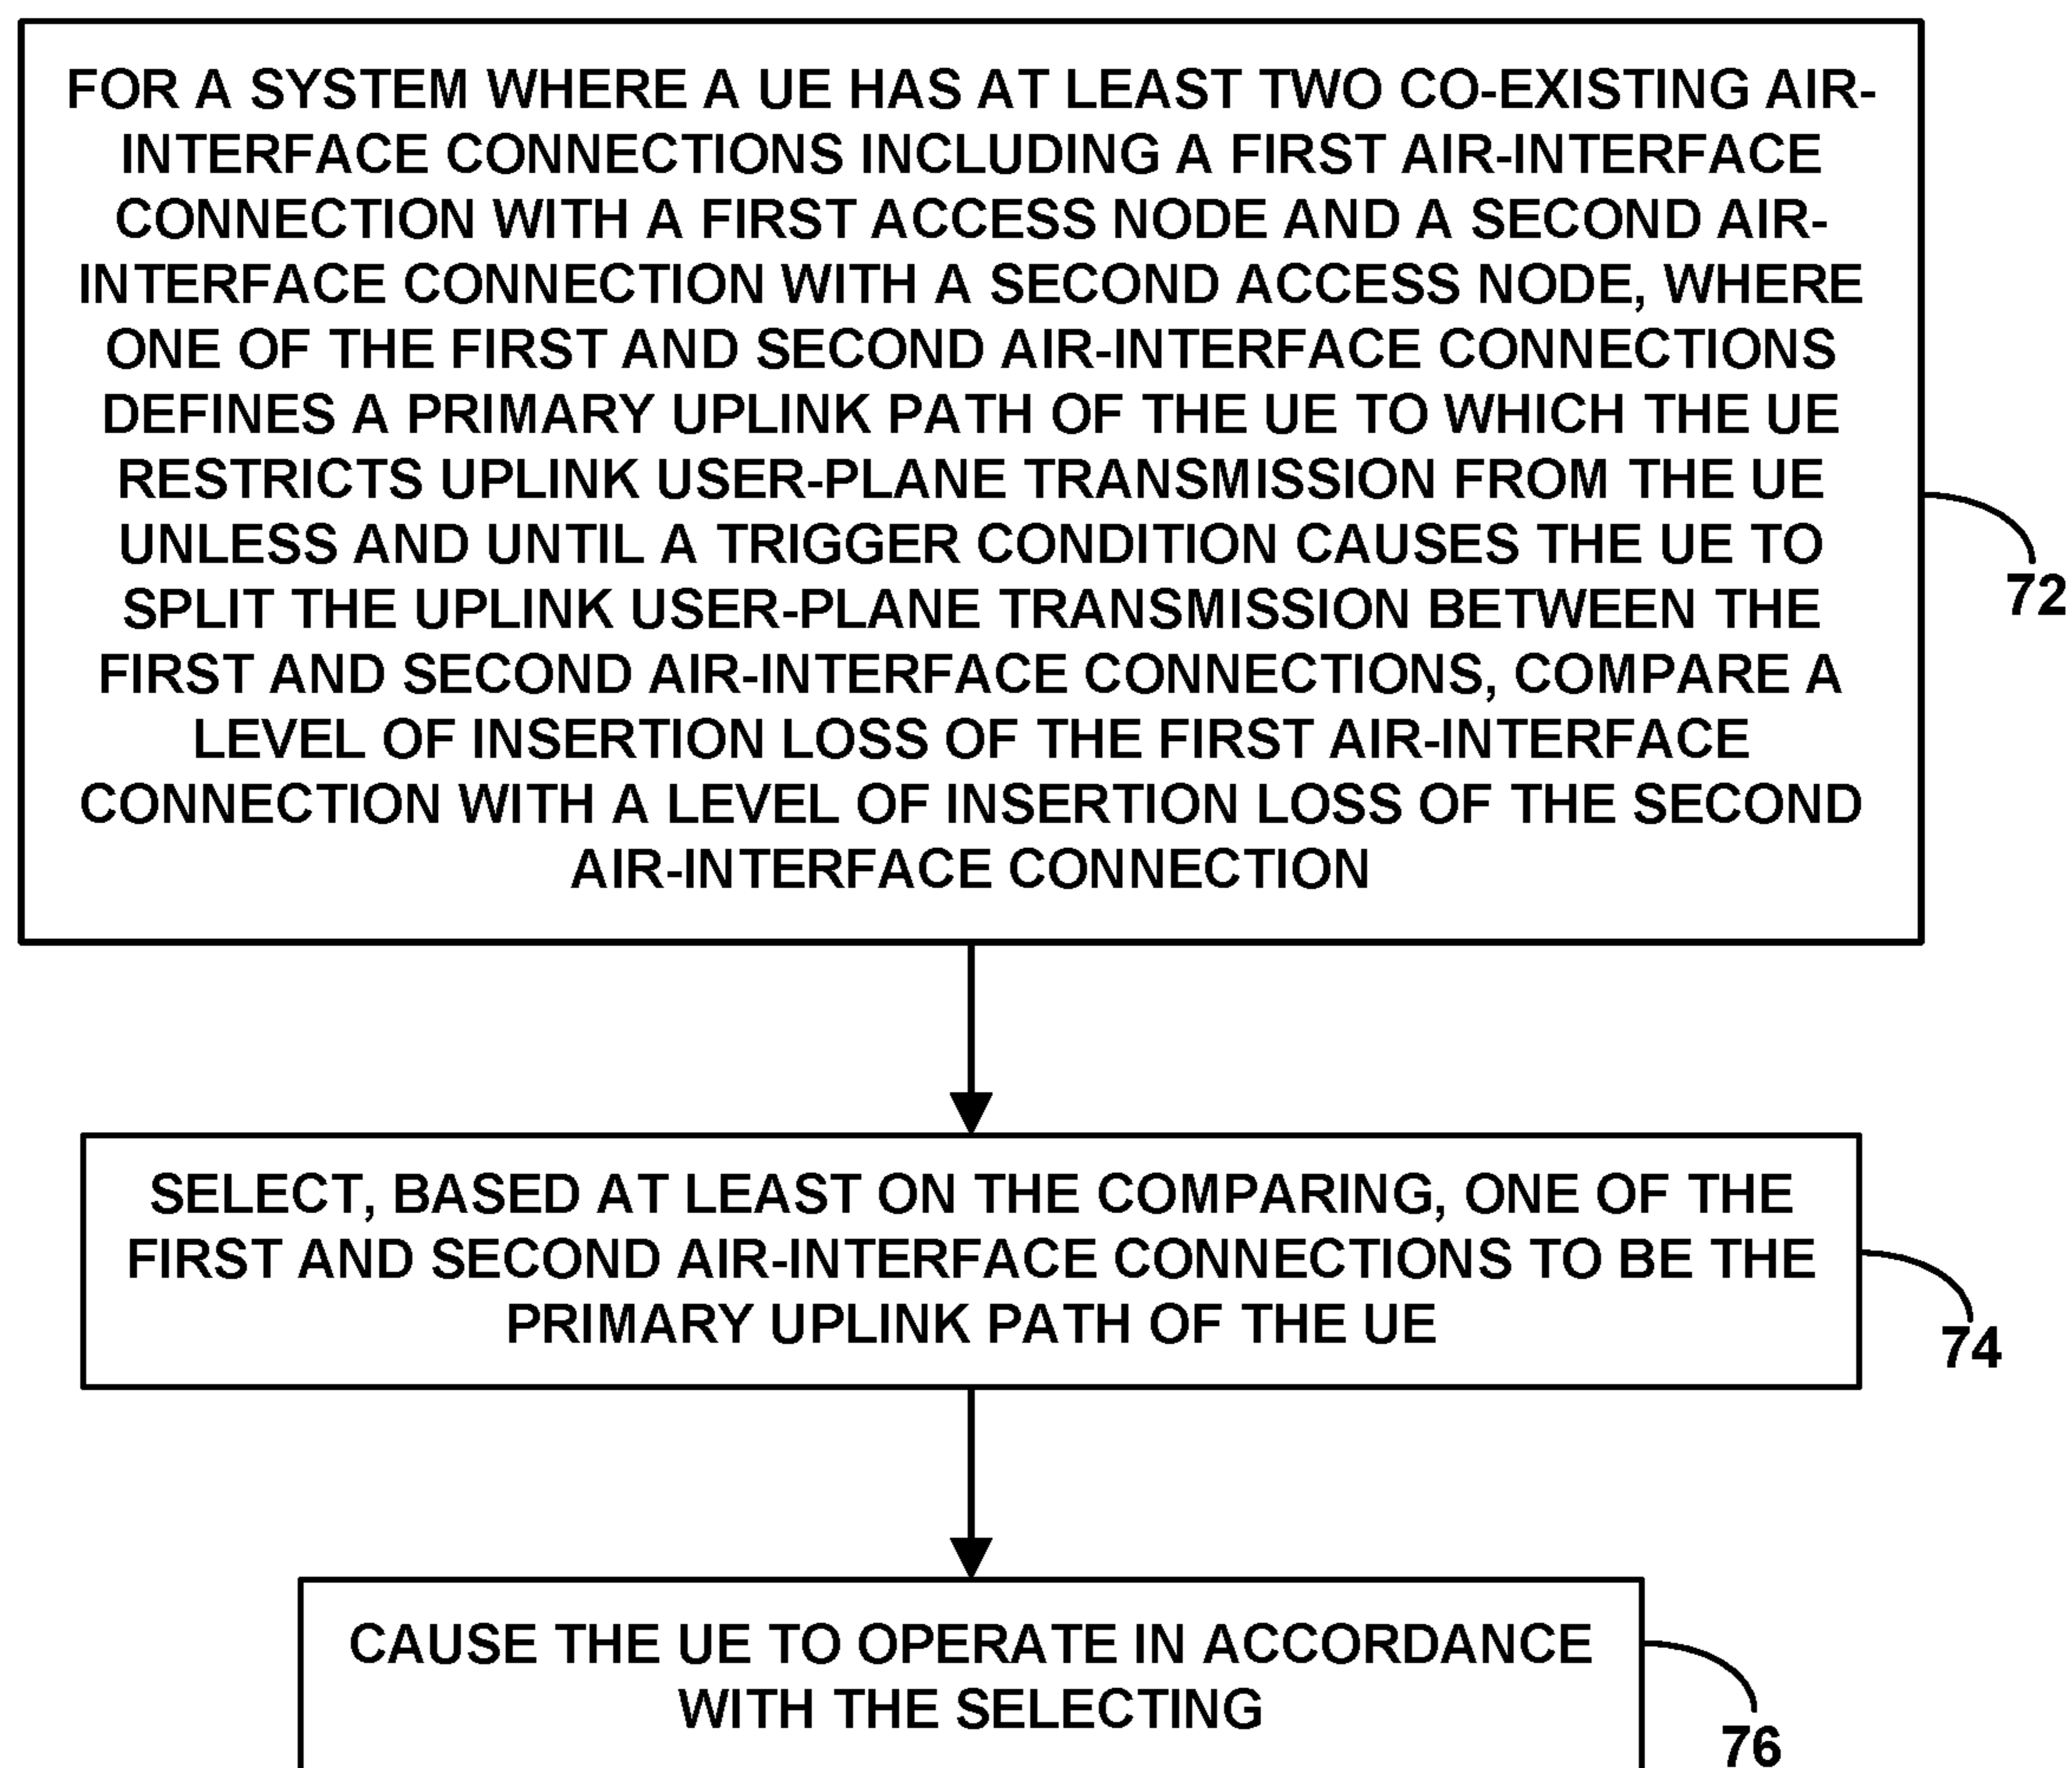 FOR A SYSTEM WHERE A UE HAS AT LEAST TWO CO-EXISTING AIR-
INTERFACE CONNECTIONS INCLUDING A FIRST AIR-INTERFACE
CONNECTION WITH A FIRST ACCESS NODE AND A SECOND AIR-
INTERFACE CONNECTION WITH A SECOND ACCESS NODE, WHERE
ONE OF THE FIRST AND SECOND AIR-INTERFACE CONNECTIONS
DEFINES A PRIMARY UPLINK PATH OF THE UE TO WHICH THE UE
RESTRICTS UPLINK USER-PLANE TRANSMISSION FROM THE UE
UNLESS AND UNTIL A TRIGGER CONDITION CAUSES THE UE TO
SPLIT THE UPLINK USER-PLANE TRANSMISSION BETWEEN THE
FIRST AND SECOND AIR-INTERFACE CONNECTIONS, COMPARE A
LEVEL OF INSERTION LOSS OF THE FIRST AIR-INTERFACE
CONNECTION WITH A LEVEL OF INSERTION LOSS OF THE SECOND
AIR-INTERFACE CONNECTION
72
SELECT, BASED AT LEAST ON THE COMPARING, ONE OF THE
FIRST AND SECOND AIR-INTERFACE CONNECTIONS TO BE THE
PRIMARY UPLINK PATH OF THE UE
74
CAUSE THE UE TO OPERATE IN ACCORDANCE
WITH THE SELECTING
76